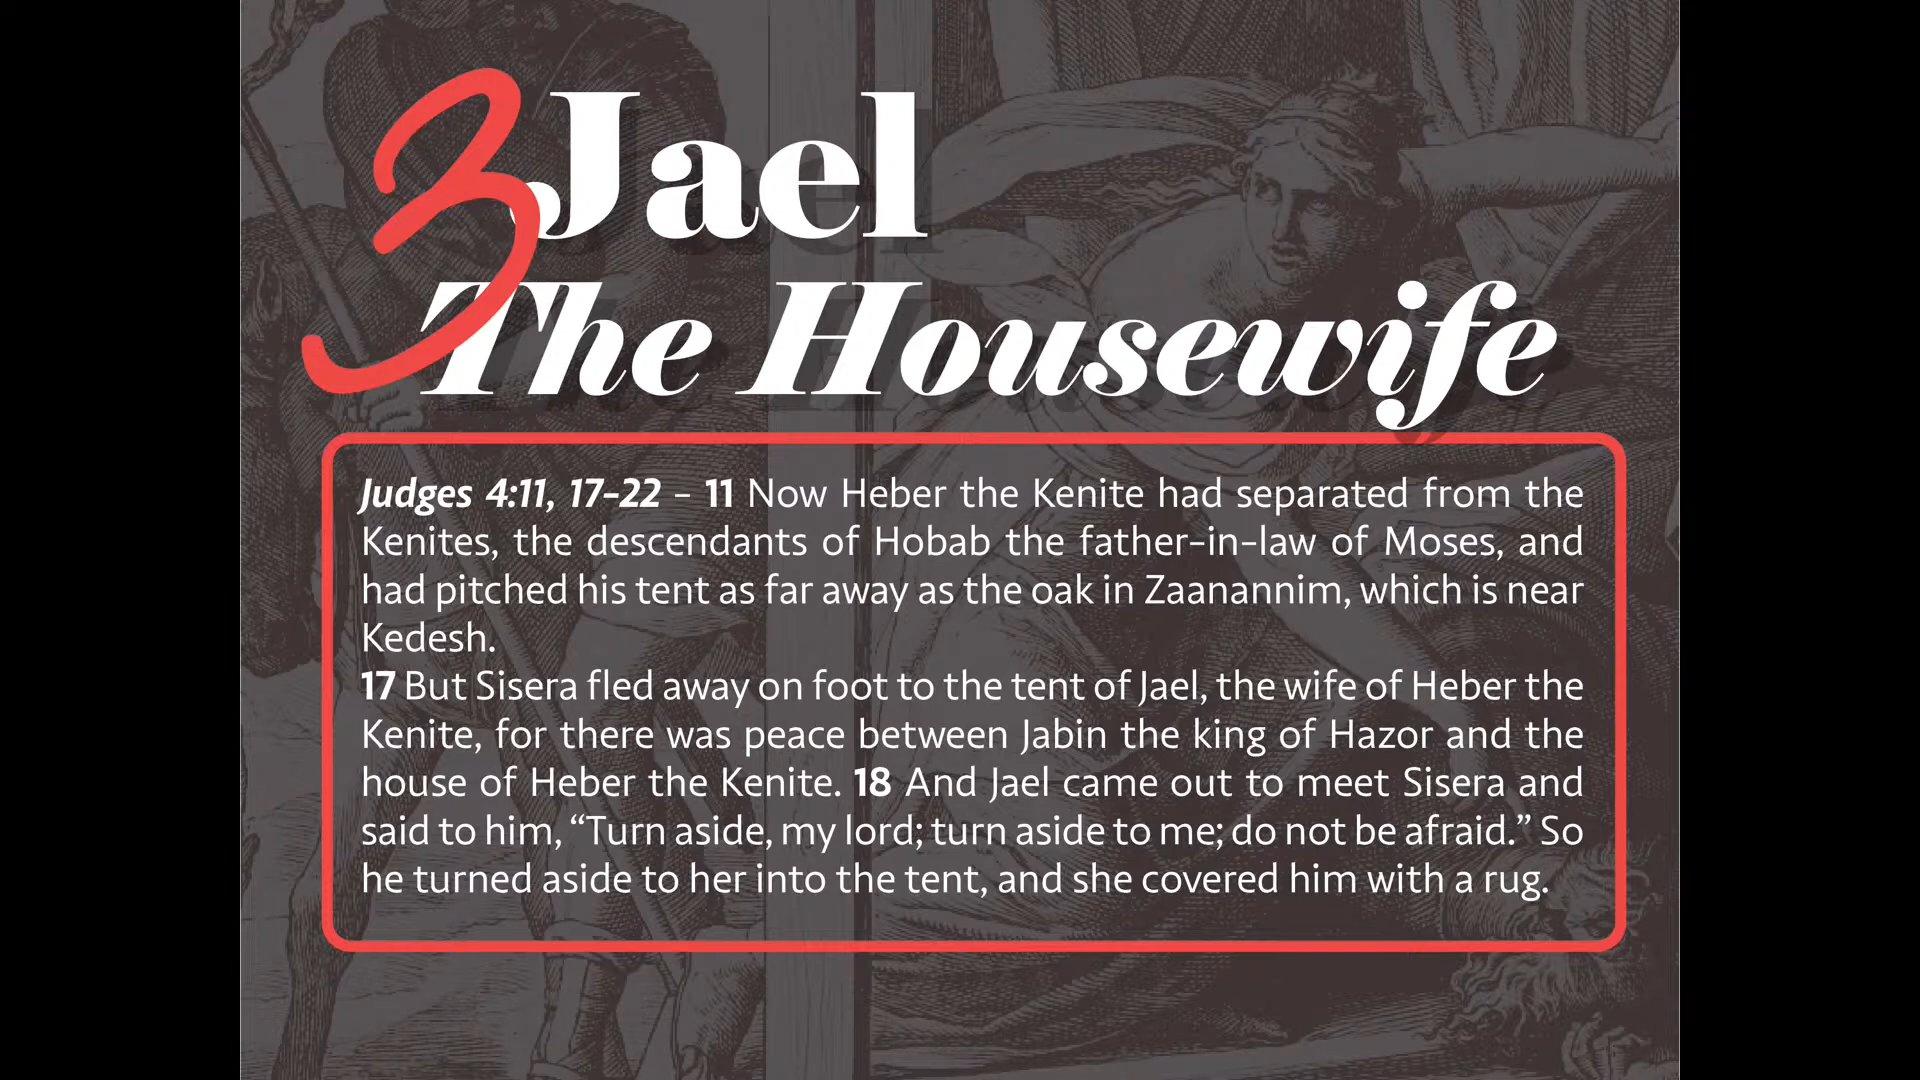 3 Jael
The Housewife
Judges 4:11, 17-22 – 11 Now Heber the Kenite had separated from the
Kenites, the descendants of Hobab the father-in-law of Moses, and
had pitched his tent as far away as the oak in Zaanannim, which is near
Kedesh.
17 But Sisera fled away on foot to the tent of Jael, the wife of Heber the
Kenite, for there was peace between Jabin the king of Hazor and the
house of Heber the Kenite. 18 And Jael came out to meet Sisera and
said to him, “Turn aside, my lord; turn aside to me; do not be afraid.” So
he turned aside to her into the tent, and she covered him with a rug.